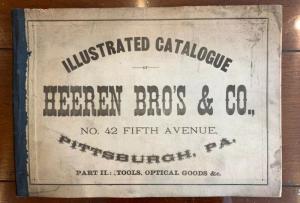 ILLUSTRATED CATALOGUE
OF
HEEREN BRO'S & CO.,
NO. 42 FIFTH AVENUE,
PITTSBURGH, PA.
PART II.: TOOLS, OPTICAL GOODS &c.